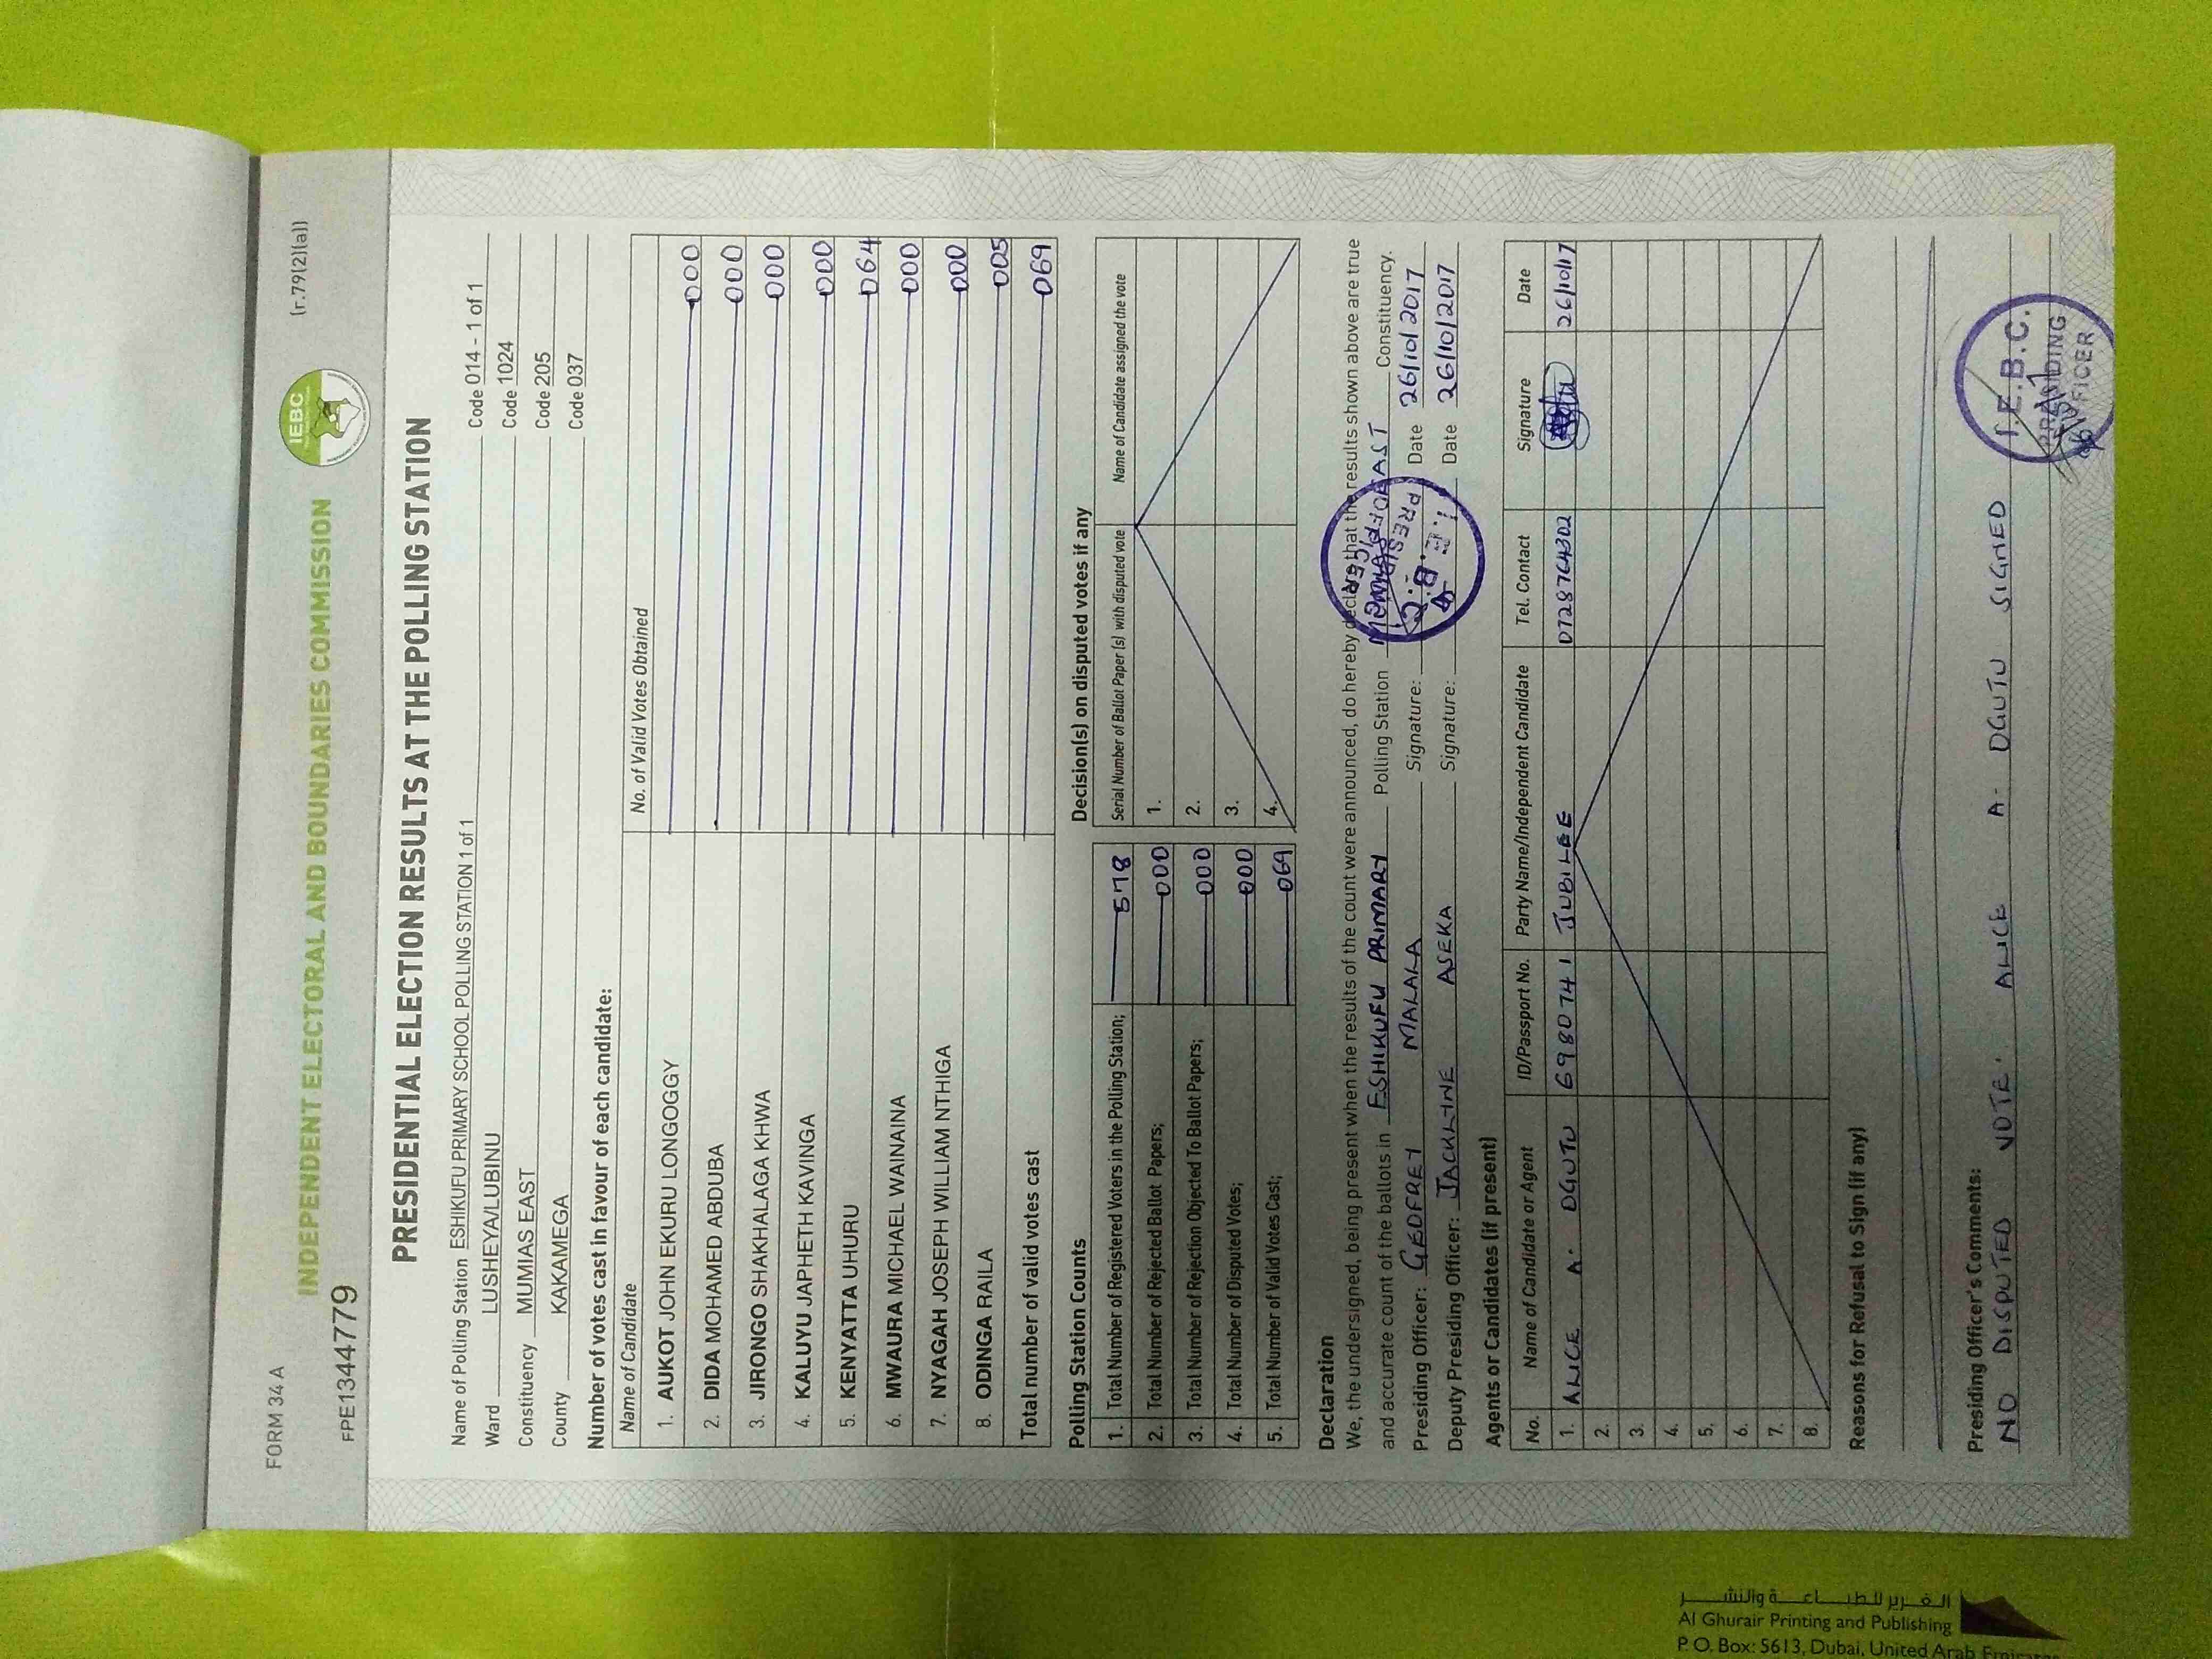 FORM 34 A
(r.79(2)(a))
IEBC
INDEPENDENT ELECTORAL AND BOUNDARIES COMMISSION
FPE1344779
PRESIDENTIAL ELECTION RESULTS AT THE POLLING STATION
Name of Polling Station ESHIKUFU PRIMARY SCHOOL POLLING STATION 1 of 1 Code 014 - 1 of 1
Ward LUSHEYA/LUBINU Code 1024
Constituency MUMIAS EAST Code 205
County KAKAMEGA Code 037
Number of votes cast in favour of each candidate:
Name of Candidate No. of Valid Votes Obtained
1. AUKOT JOHN EKURU LONGOGGY 000
2. DIDA MOHAMED ABDUBA 000
3. JIRONGO SHAKHALAGA KHWA 000
4. KALUYU JAPHETH KAVINGA 000
5. KENYATTA UHURU 064
6. MWAURA MICHAEL WAINAINA 000
7. NYAGAH JOSEPH WILLIAM NTHIGA 000
8. ODINGA RAILA 005
Total number of valid votes cast 069
Polling Station Counts
1. Total Number of Registered Voters in the Polling Station; 578
2. Total Number of Rejected Ballot Papers; 000
3. Total Number of Rejection Objected To Ballot Papers; 000
4. Total Number of Disputed Votes; 000
5. Total Number of Valid Votes Cast; 069
Decision(s) on disputed votes if any
Serial Number of Ballot Paper (s) with disputed vote Name of Candidate assigned the vote
1.
2.
3.
4.
Declaration
We, the undersigned, being present when the results of the count were announced, do hereby declare that the results shown above are true
and accurate count of the ballots in ESHIKUFU PRIMARY Polling Station MUMIAS EAST Constituency.
Presiding Officer: GEOFREY MALALA Signature: Date 26/10/2017
Deputy Presiding Officer: JACKLINE ASEKA Signature: Date 26/10/2017
I.E.B.C. PRESIDING OFFICER
Agents or Candidates (if present)
No. Name of Candidate or Agent ID/Passport No. Party Name/Independent Candidate Tel. Contact Signature Date
1. ALICE A. OGUTU 6980741 JUBILEE 0728764302 26/10/17
2.
3.
4.
5.
6.
7.
8.
Reasons for Refusal to Sign (if any)
Presiding Officer's Comments:
NO DISPUTED VOTE. ALICE A. OGUTU SIGNED
I.E.B.C.
PRESIDING
OFFICER
الغرير للطباعة والنشر
Al Ghurair Printing and Publishing
P. O. Box: 5613, Dubai, United Arab Emirates